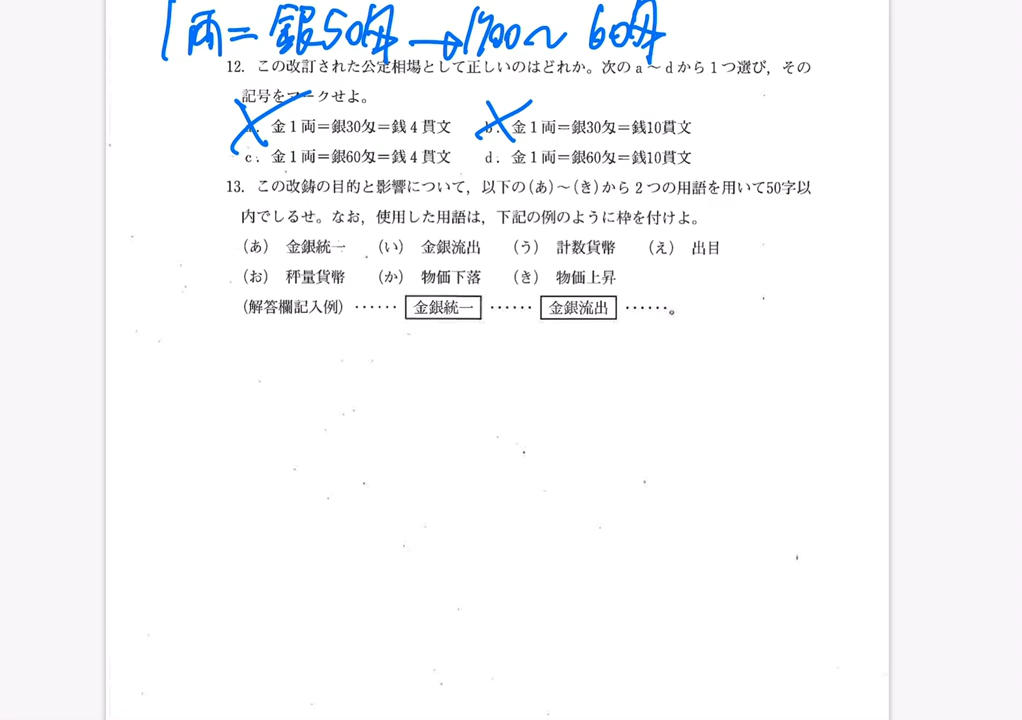 1両=銀50匁→1700~ 60匁
12. この改訂された公定相場として正しいのはどれか。次のa～dから1つ選び，その
記号をマークせよ。
a. 金1両＝銀30匁＝銭4貫文 b. 金1両＝銀30匁＝銭10貫文
c. 金1両＝銀60匁＝銭4貫文 d. 金1両＝銀60匁＝銭10貫文
13. この改鋳の目的と影響について，以下の(あ)～(き)から2つの用語を用いて50字以
内でしるせ。なお，使用した用語は，下記の例のように枠を付けよ。
(あ) 金銀統一 (い) 金銀流出 (う) 計数貨幣 (え) 出目
(お) 秤量貨幣 (か) 物価下落 (き) 物価上昇
(解答欄記入例) ‥‥‥ 金銀統一 ‥‥‥ 金銀流出 ‥‥‥。